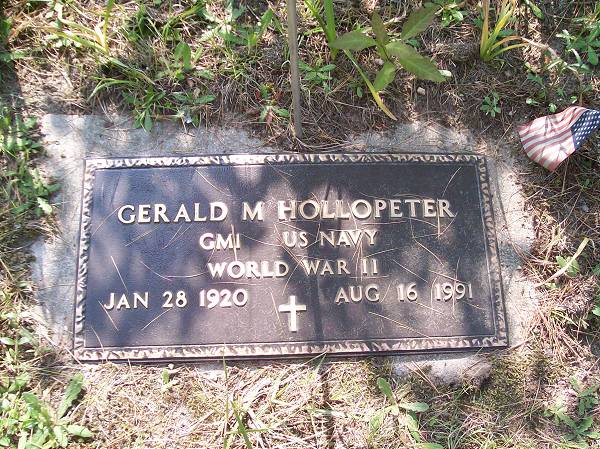 GERALD M HOLLOPETER
GM1 US NAVY
WORLD WAR II
JAN 28 1920 AUG 16 1991